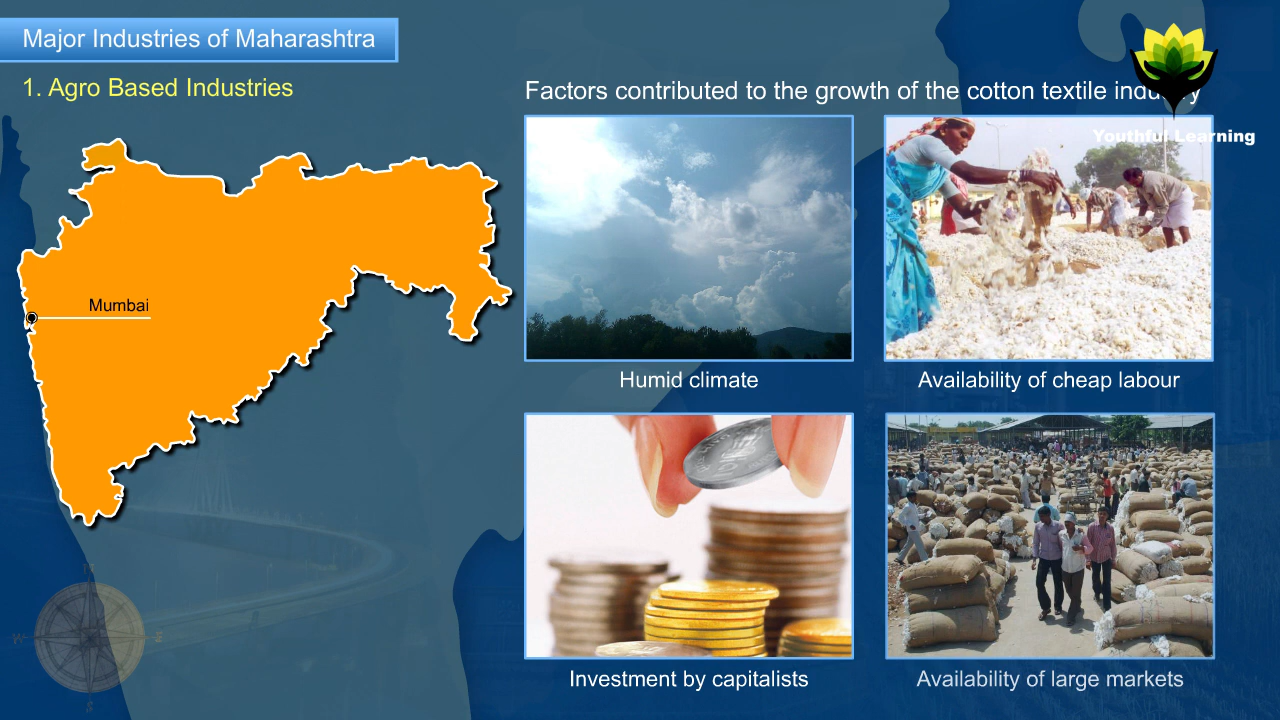 Major Industries of Maharashtra
1. Agro Based Industries
Factors contributed to the growth of the cotton textile industry
Youthful Learning
Mumbai
Humid climate
Availability of cheap labour
Investment by capitalists
Availability of large markets
N
W
E
S